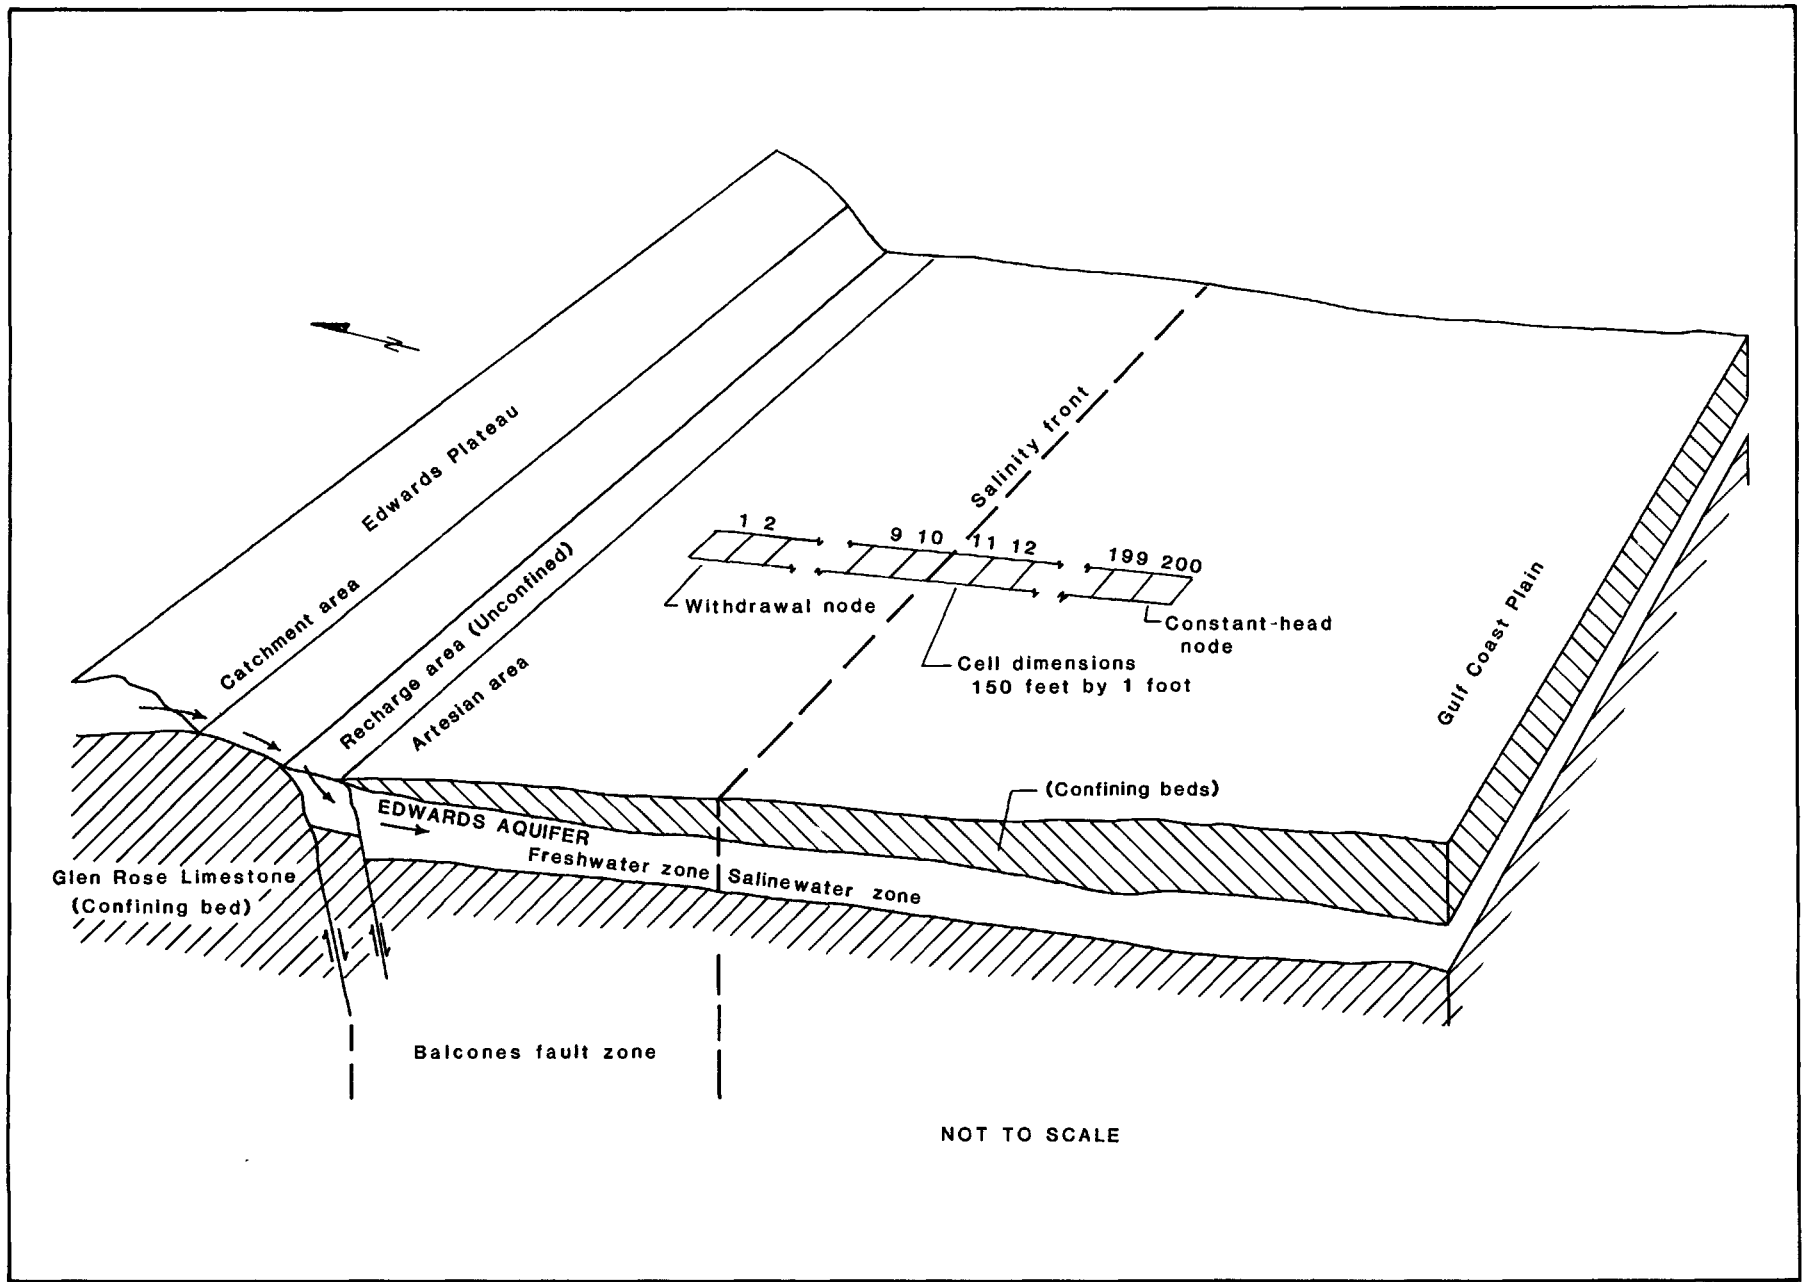 N
Edwards Plateau
Catchment area
Recharge area (Unconfined)
Artesian area
Salinity front
1 2 9 10 11 12 199 200
Withdrawal node
Constant-head
node
Cell dimensions
150 feet by 1 foot
Gulf Coast Plain
(Confining beds)
EDWARDS AQUIFER
Freshwater zone
Salinewater zone
Glen Rose Limestone
(Confining bed)
Balcones fault zone
NOT TO SCALE